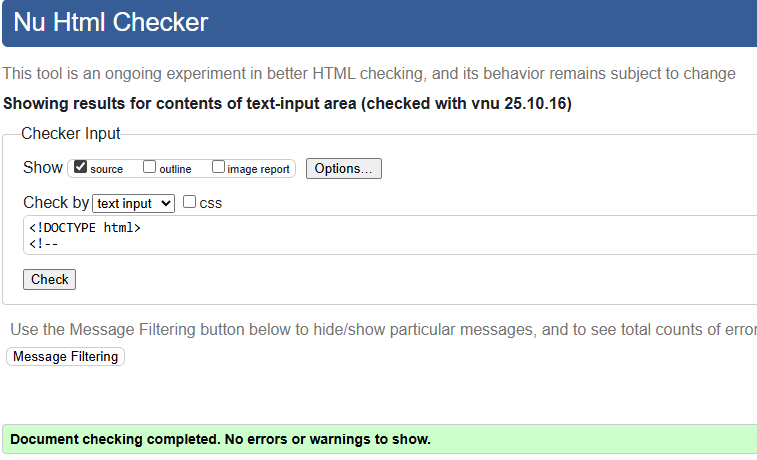 Nu Html Checker
This tool is an ongoing experiment in better HTML checking, and its behavior remains subject to change
Showing results for contents of text-input area (checked with vnu 25.10.16)
Checker Input
Show source outline image report Options...
Check by text input css
<!DOCTYPE html>
<!--
Check
Use the Message Filtering button below to hide/show particular messages, and to see total counts of error
Message Filtering
Document checking completed. No errors or warnings to show.